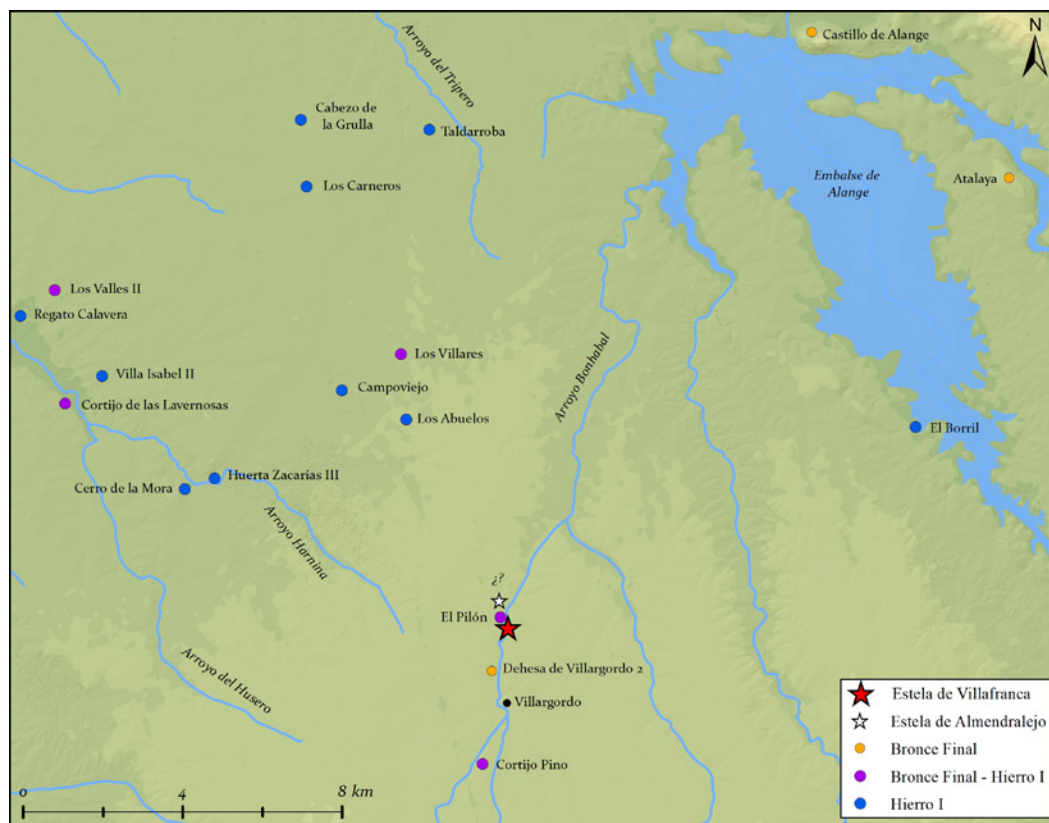 Castillo de Alange
N
Arroyo del Tripero
Cabezo de
la Grulla
Taldarroba
Los Carneros
Embalse de
Alange
Atalaya
Los Valles II
Regato Calavera
Los Villares
Arroyo Bonhabal
Villa Isabel II
Campoviejo
Cortijo de las Lavernosas
Los Abuelos
El Borril
Huerta Zacarías III
Cerro de la Mora
Arroyo Harnina
¿?
El Pilón
Arroyo del Husero
Dehesa de Villargordo 2
Villargordo
Cortijo Pino
0 4 8 km
Estela de Villafranca
Estela de Almendralejo
Bronce Final
Bronce Final - Hierro I
Hierro I